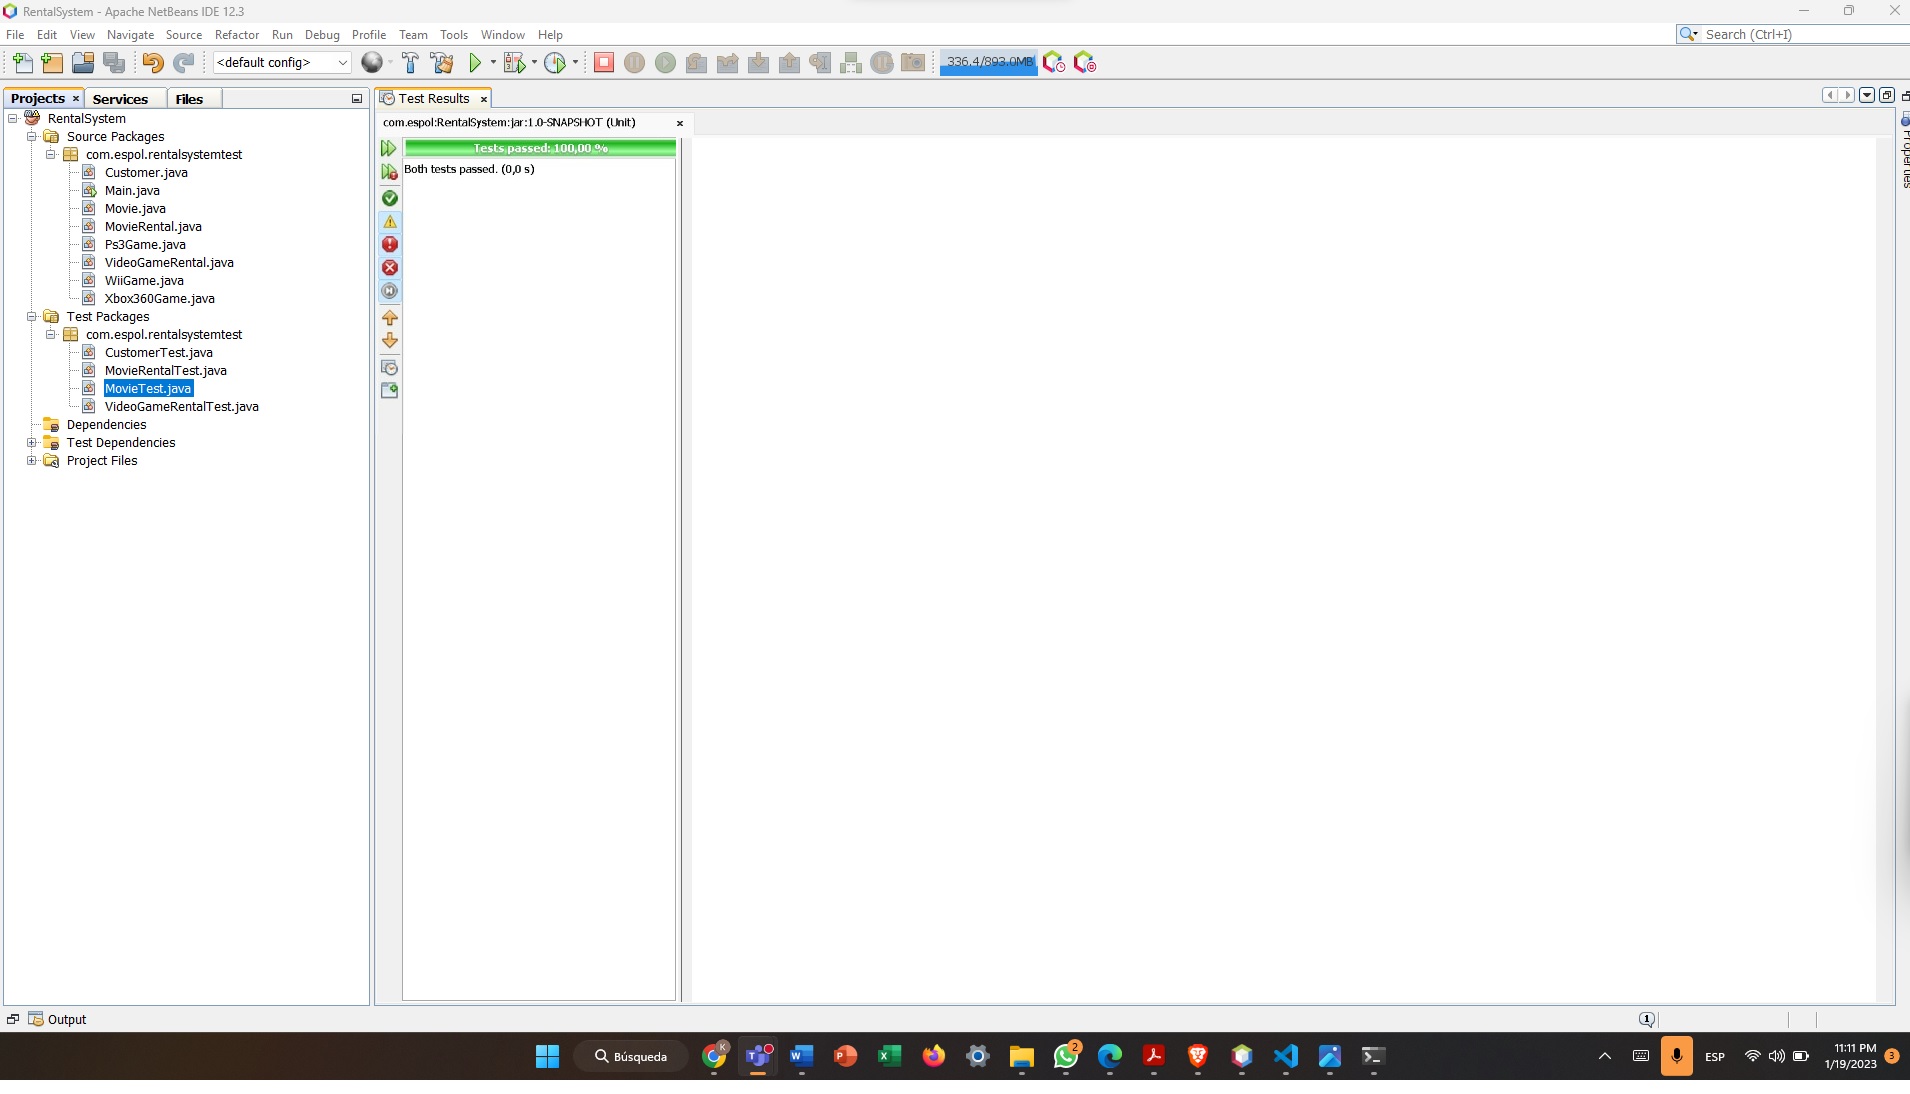 RentalSystem - Apache NetBeans IDE 12.3
File Edit View Navigate Source Refactor Run Debug Profile Team Tools Window Help
Search (Ctrl+I)
<default config>
336.4/893.0MB
Projects Services Files
Test Results
RentalSystem
Source Packages
com.espol.rentalsystemtest
Customer.java
Main.java
Movie.java
MovieRental.java
Ps3Game.java
VideoGameRental.java
WiiGame.java
Xbox360Game.java
Test Packages
com.espol.rentalsystemtest
CustomerTest.java
MovieRentalTest.java
MovieTest.java
VideoGameRentalTest.java
Dependencies
Test Dependencies
Project Files
com.espol:RentalSystem:jar:1.0-SNAPSHOT (Unit)
Tests passed: 100,00 %
Both tests passed. (0,0 s)
Properties
Output
1
Búsqueda
K
2
ESP
11:11 PM
1/19/2023
3